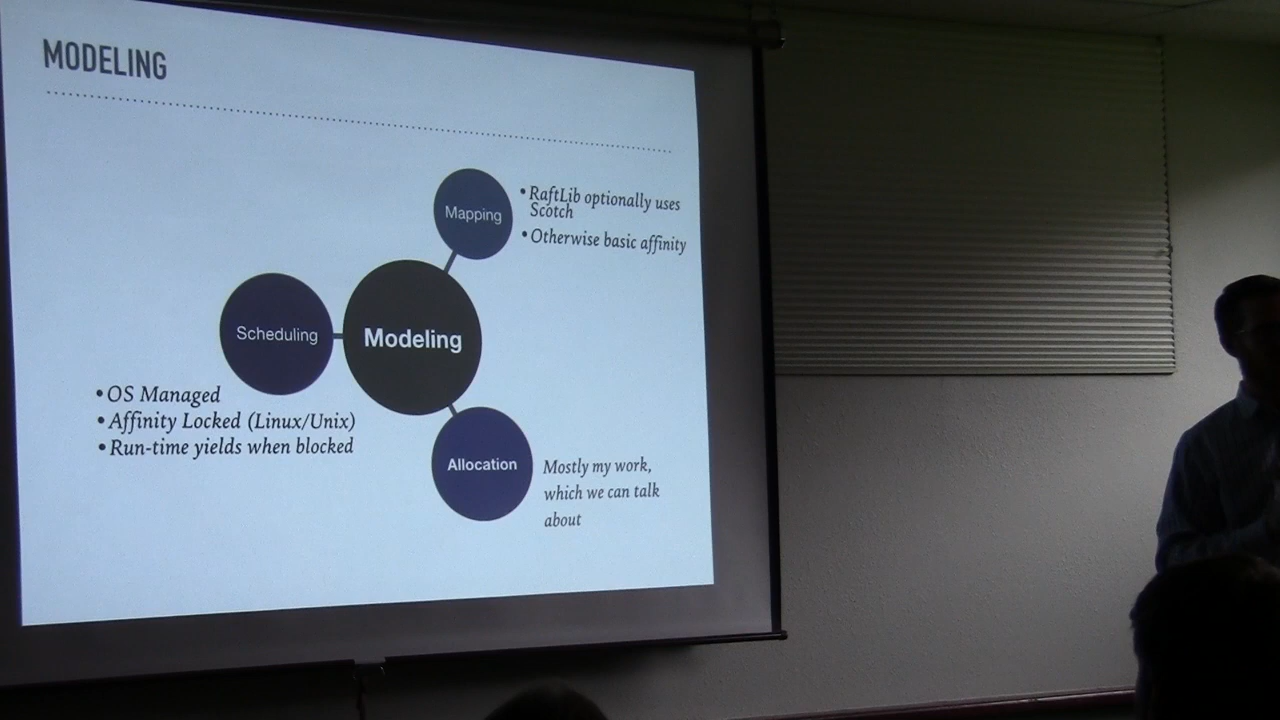 MODELING
Mapping
• RaftLib optionally uses
Scotch
• Otherwise basic affinity
Scheduling
Modeling
• OS Managed
• Affinity Locked (Linux/Unix)
• Run-time yields when blocked
Allocation
Mostly my work,
which we can talk
about